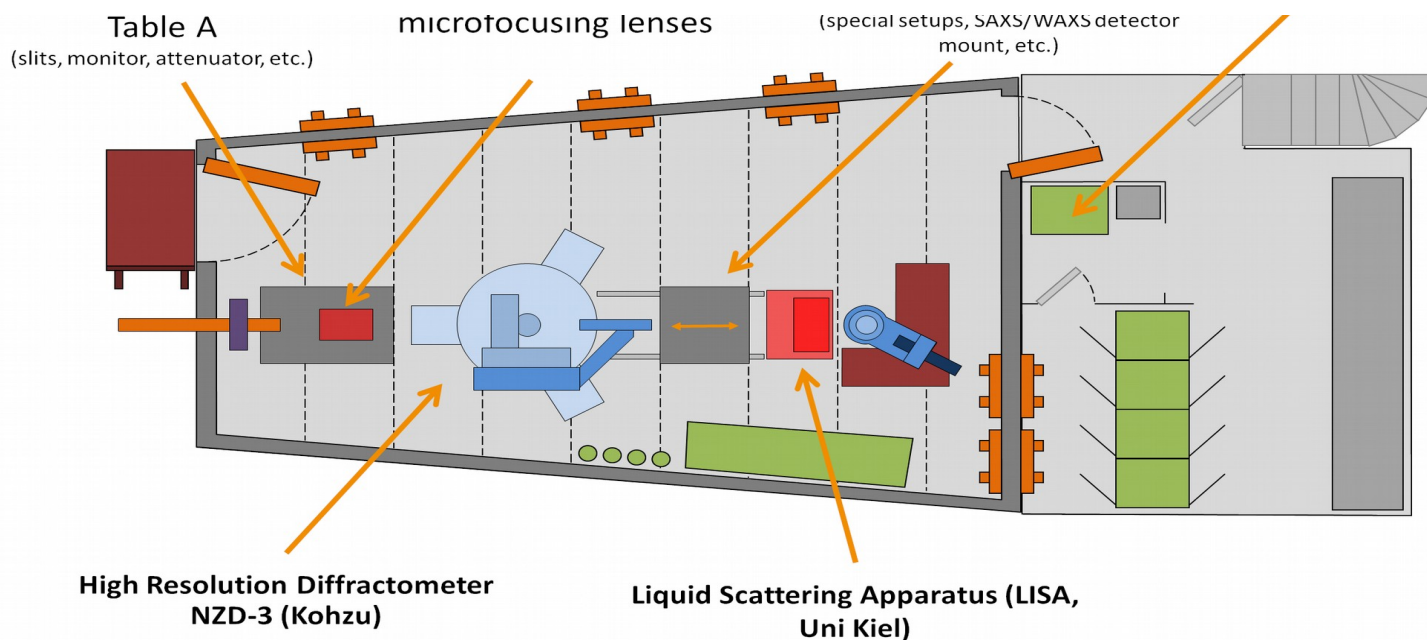 Table A
(slits, monitor, attenuator, etc.)
microfocusing lenses
(special setups, SAXS/WAXS detector
mount, etc.)
High Resolution Diffractometer
NZD-3 (Kohzu)
Liquid Scattering Apparatus (LISA,
Uni Kiel)